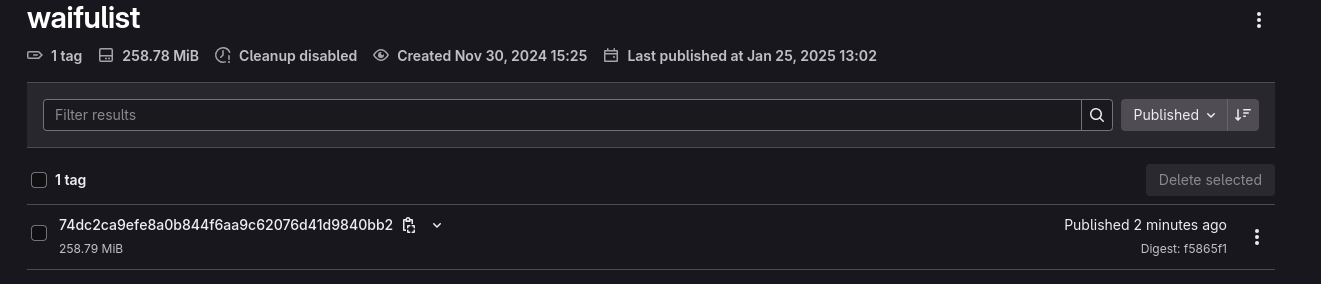 waifulist
1 tag 258.78 MiB Cleanup disabled Created Nov 30, 2024 15:25 Last published at Jan 25, 2025 13:02
Filter results
Published
1 tag
Delete selected
74dc2ca9efe8a0b844f6aa9c62076d41d9840bb2
Published 2 minutes ago
258.79 MiB
Digest: f5865f1